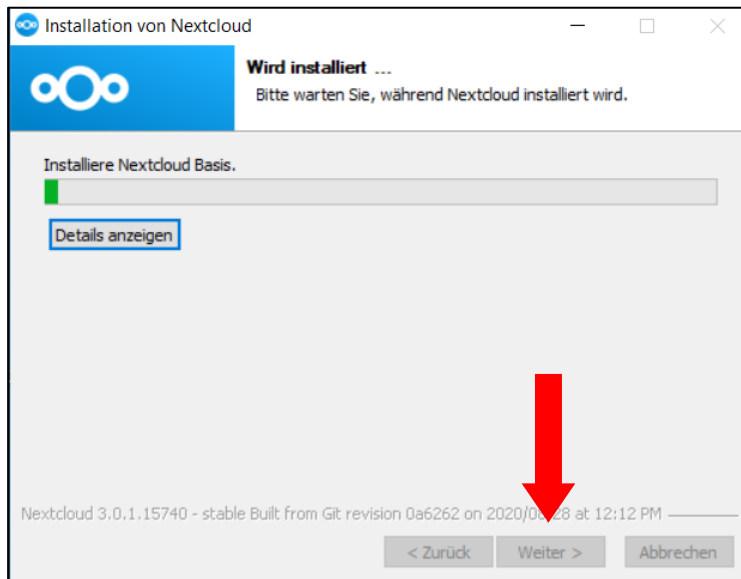 Installation von Nextcloud
Wird installiert ...
Bitte warten Sie, während Nextcloud installiert wird.
Installiere Nextcloud Basis.
Details anzeigen
Nextcloud 3.0.1.15740 - stable Built from Git revision 0a6262 on at 12:12 PM
< Zurück Weiter > Abbrechen